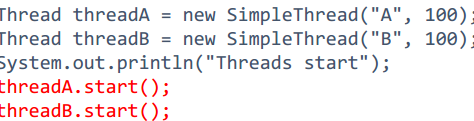 Thread threadA = new SimpleThread("A", 100);
Thread threadB = new SimpleThread("B", 100);
System.out.println("Threads start");
threadA.start();
threadB.start();